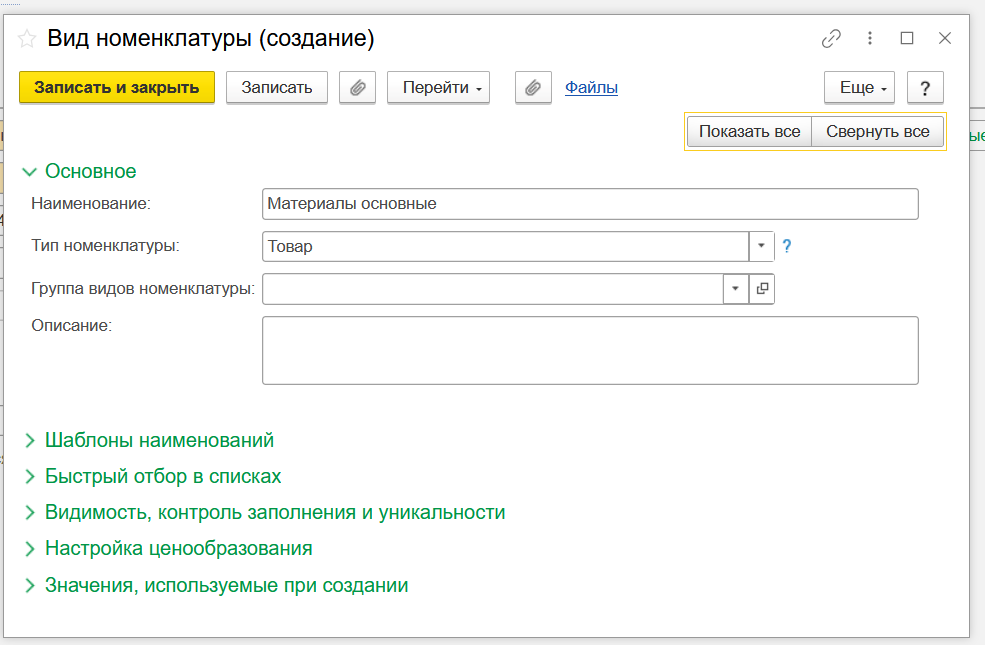 Вид номенклатуры (создание)
Записать и закрыть Записать Перейти Файлы Еще ?
Показать все Свернуть все
Основное
Наименование: Материалы основные
Тип номенклатуры: Товар ?
Группа видов номенклатуры:
Описание:
Шаблоны наименований
Быстрый отбор в списках
Видимость, контроль заполнения и уникальности
Настройка ценообразования
Значения, используемые при создании